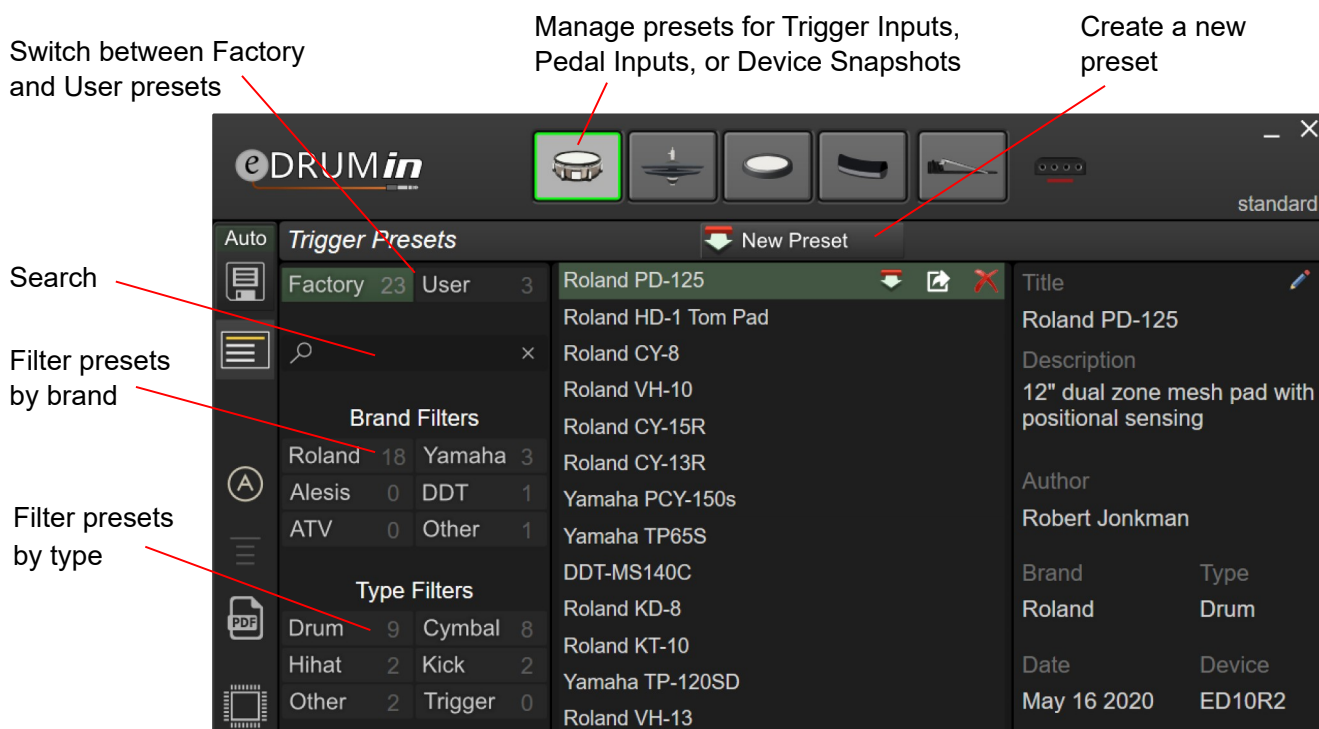 Manage presets for Trigger Inputs,
Pedal Inputs, or Device Snapshots
Create a new
preset
Switch between Factory
and User presets
eDRUMin
standard
Auto
Trigger Presets
New Preset
Search
Filter presets
by brand
Filter presets
by type
Factory 23 User 3
Brand Filters
Roland 18 Yamaha 3
Alesis 0 DDT 1
ATV 0 Other 1
Type Filters
Drum 9 Cymbal 8
Hihat 2 Kick 2
Other 2 Trigger 0
A
PDF
Roland PD-125
Roland HD-1 Tom Pad
Roland CY-8
Roland VH-10
Roland CY-15R
Roland CY-13R
Yamaha PCY-150s
Yamaha TP65S
DDT-MS140C
Roland KD-8
Roland KT-10
Yamaha TP-120SD
Roland VH-13
Title
Roland PD-125
Description
12" dual zone mesh pad with
positional sensing
Author
Robert Jonkman
Brand Type
Roland Drum
Date Device
May 16 2020 ED10R2